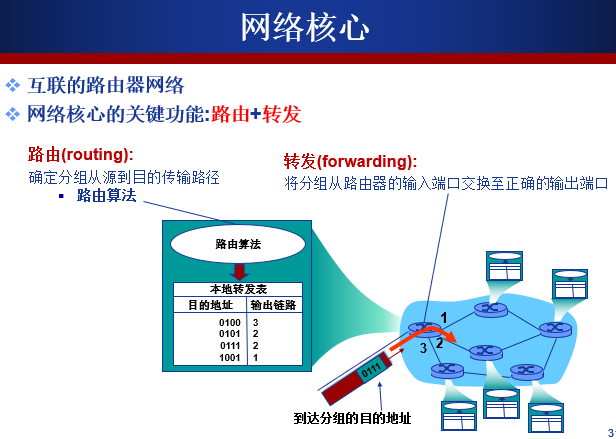 网络核心
互联的路由器网络
网络核心的关键功能:路由+转发
路由(routing):
确定分组从源到目的传输路径
路由算法
转发(forwarding):
将分组从路由器的输入端口交换至正确的输出端口
路由算法
本地转发表
目的地址 输出链路
0100 3
0101 2
0111 2
1001 1
1
2
3
0111
到达分组的目的地址